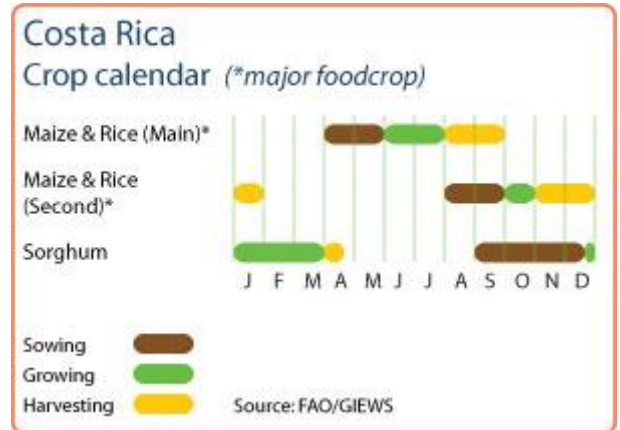 Costa Rica
Crop calendar (*major foodcrop)
Maize & Rice (Main)*
Maize & Rice
(Second)*
Sorghum
J F M A M J J A S O N D
Sowing
Growing
Harvesting
Source: FAO/GIEWS